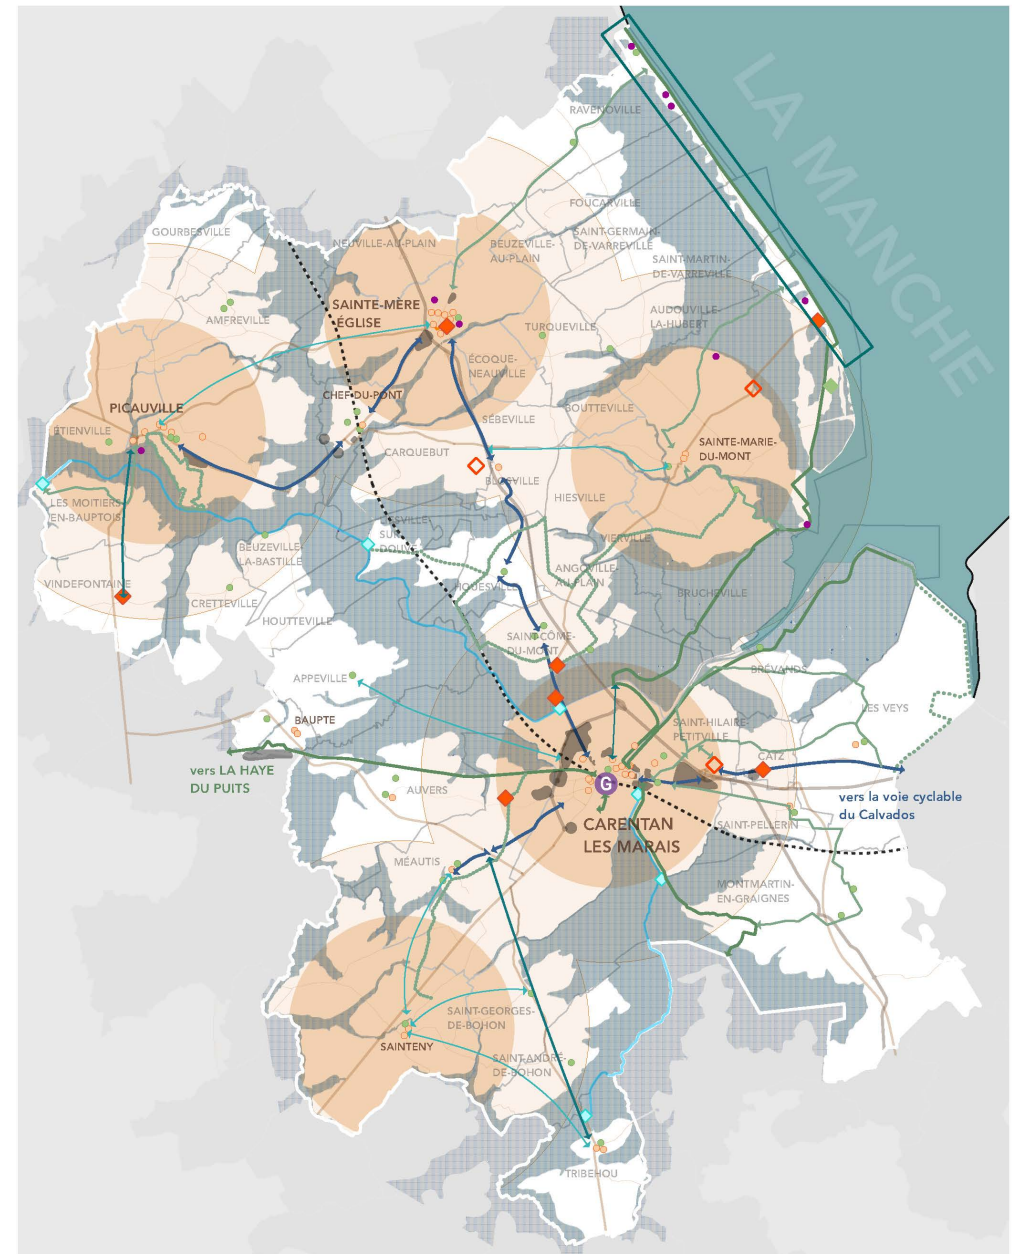 LA MANCHE
RAVENOVILLE
FOUCARVILLE
GOURBESVILLE
NEUVILLE-AU-PLAIN
BEUZEVILLE-
AU-PLAIN
SAINT-GERMAIN-
DE-VARREVILLE
SAINT-MARTIN-
DE-VARREVILLE
SAINTE-MÈRE
ÉGLISE
AMFREVILLE
AUDOUVILLE-
LA-HUBERT
TURQUEVILLE
ÉCOQUE-
NEAUVILLE
CHEF-DU-PONT
PICAUVILLE
BOUTTEVILLE
SÉBEVILLE
ÉTIENVILLE
SAINTE-MARIE-
DU-MONT
CARQUEBUT
BLOSVILLE
HIESVILLE
LES MOITIERS
EN-BAUPTOIS
VIERVILLE
BEUZEVILLE-
LA-BASTILLE
ANGOVILLE-
AU-PLAIN
VINDEFONTAINE
HOUESVILLE
BRUCHEVILLE
CRETTEVILLE
HOUTTEVILLE
SAINT-CÔME-
DU-MONT
BRÉVANDS
APPEVILLE
LES VEYS
BAUPTE
SAINT-HILAIRE-
PETITVILLE
CATZ
vers LA HAYE
DU PUITS
G
AUVERS
vers la voie cyclable
du Calvados
CARENTAN
LES MARAIS
SAINT-PELLERIN
MÉAUTIS
MONTMARTIN-
EN-GRAIGNES
SAINT-GEORGES-
DE-BOHON
SAINTENY
SAINT-ANDRÉ-
DE-BOHON
TRIBEHOU